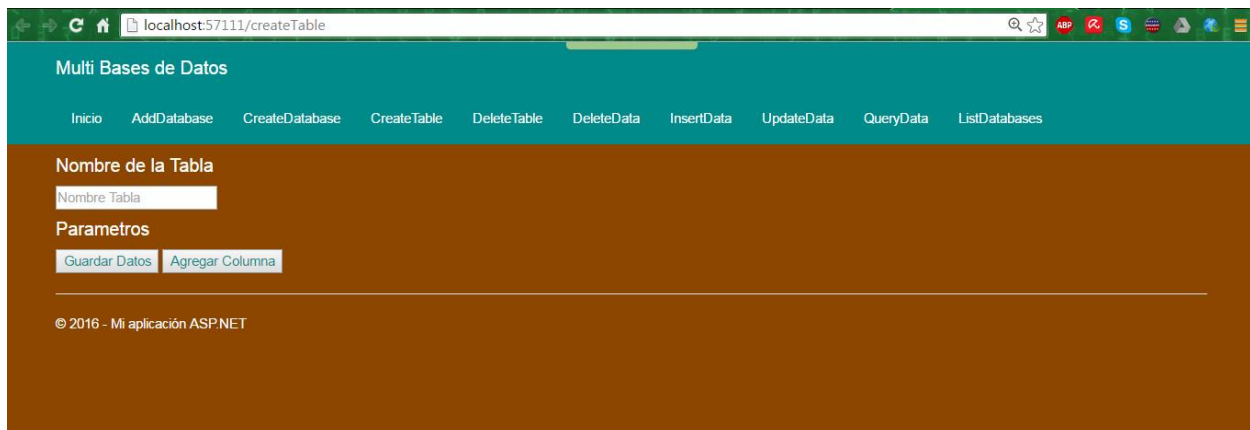 localhost:57111/createTable
ABP
S
Multi Bases de Datos
Inicio AddDatabase CreateDatabase CreateTable DeleteTable DeleteData InsertData UpdateData QueryData ListDatabases
Nombre de la Tabla
Nombre Tabla
Parametros
Guardar Datos Agregar Columna
© 2016 - Mi aplicación ASP.NET